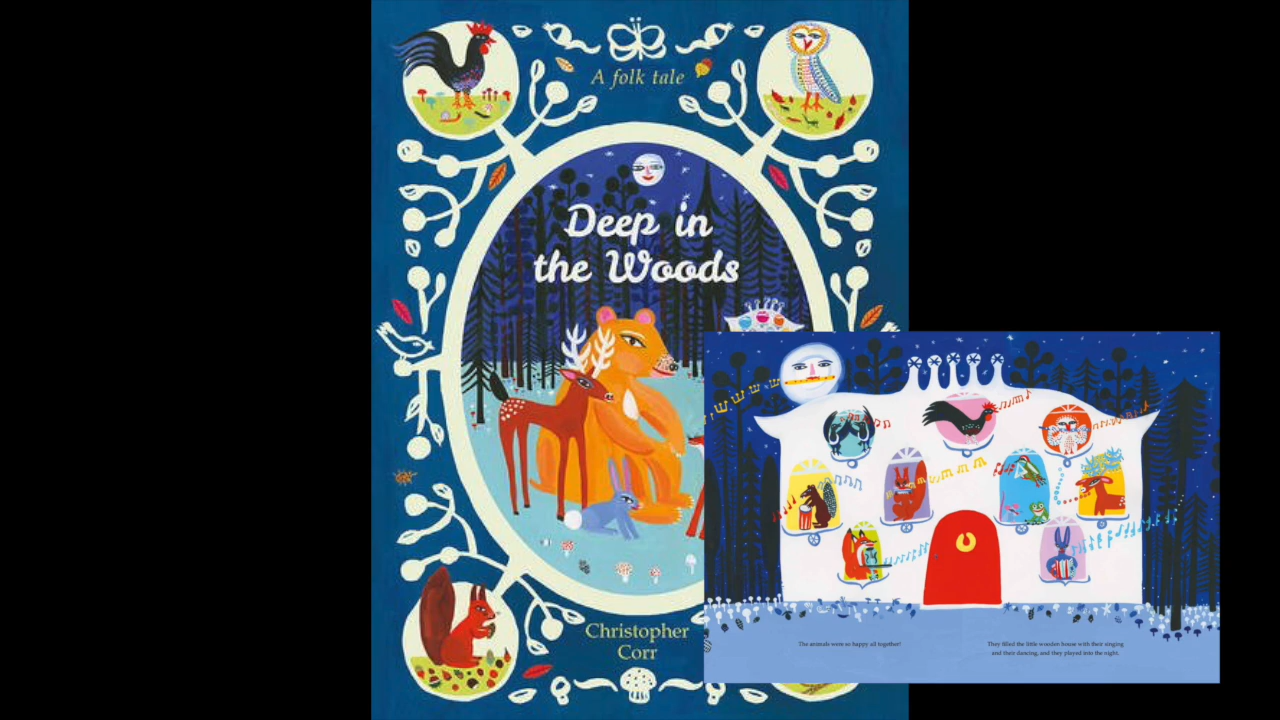 A folk tale
Deep in
the Woods
Christopher
Corr
The animals were so happy all together!
They filled the little wooden house with their singing
and their dancing, and they played into the night.